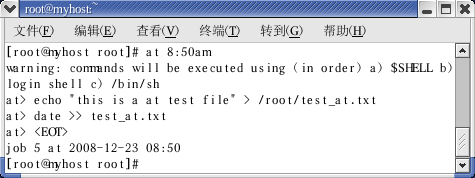 root@myhost:~
文件(F) 编辑(E) 查看(V) 终端(T) 转到(G) 帮助(H)
[root@myhost root]# at 8:50am
warning: commands will be executed using (in order) a) $SHELL b)
login shell c) /bin/sh
at> echo "this is a at test file" > /root/test_at.txt
at> date >> test_at.txt
at> <EOT>
job 5 at 2008-12-23 08:50
[root@myhost root]#